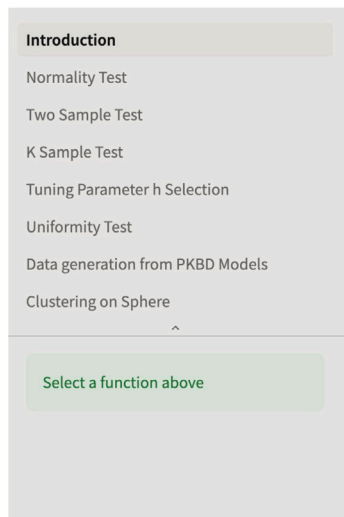 Introduction
Normality Test
Two Sample Test
K Sample Test
Tuning Parameter h Selection
Uniformity Test
Data generation from PKBD Models
Clustering on Sphere
Select a function above